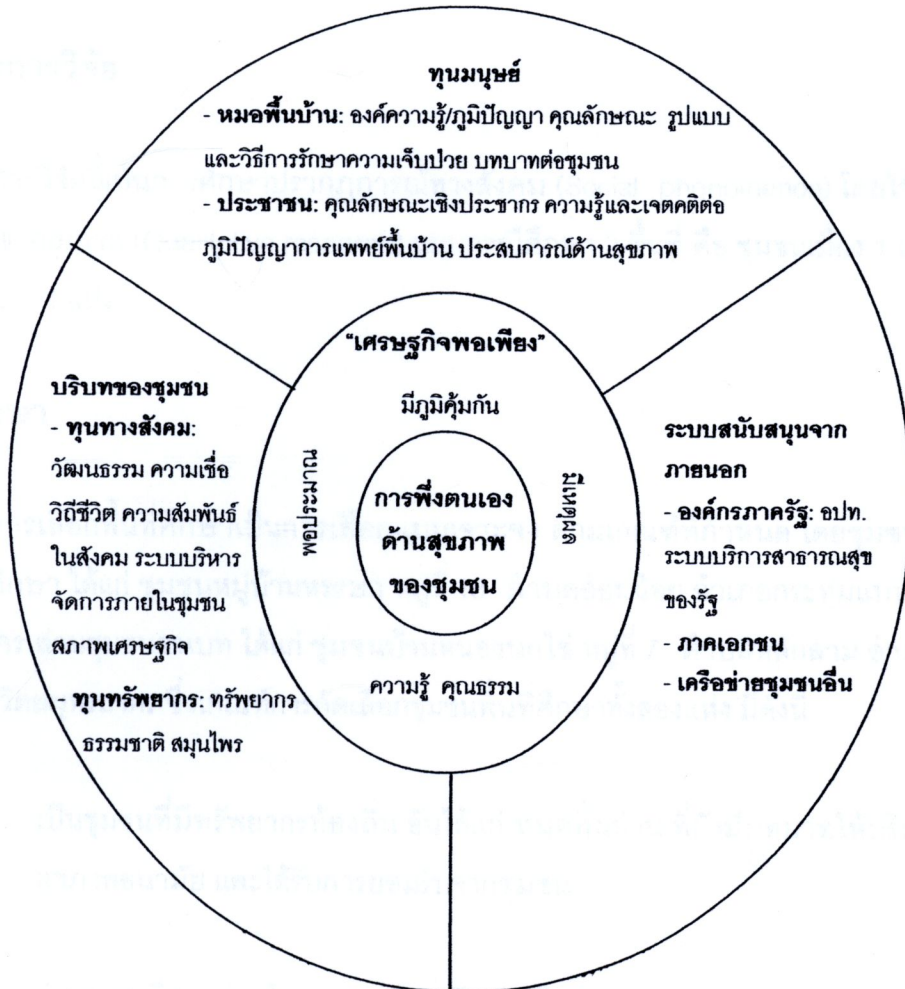 ทุนมนุษย์
- หมอพื้นบ้าน: องค์ความรู้/ภูมิปัญญา คุณลักษณะ รูปแบบ
และวิธีการรักษาความเจ็บป่วย บทบาทต่อชุมชน
- ประชาชน: คุณลักษณะเชิงประชากร ความรู้และเจตคติต่อ
ภูมิปัญญาการแพทย์พื้นบ้าน ประสบการณ์ด้านสุขภาพ
"เศรษฐกิจพอเพียง"
มีภูมิคุ้มกัน
พอประมาณ
มีเหตุผล
การพึ่งตนเอง
ด้านสุขภาพ
ของชุมชน
ความรู้ คุณธรรม
บริบทของชุมชน
- ทุนทางสังคม:
วัฒนธรรม ความเชื่อ
วิถีชีวิต ความสัมพันธ์
ในสังคม ระบบบริหาร
จัดการภายในชุมชน
สภาพเศรษฐกิจ
- ทุนทรัพยากร: ทรัพยากร
ธรรมชาติ สมุนไพร
ระบบสนับสนุนจาก
ภายนอก
- องค์กรภาครัฐ: อปท.
ระบบบริการสาธารณสุข
ของรัฐ
- ภาคเอกชน
- เครือข่ายชุมชนอื่น